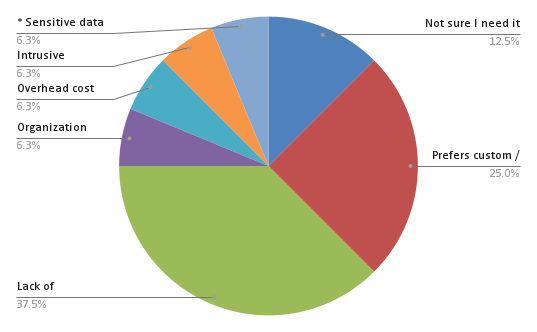 * Sensitive data
6.3%
Intrusive
6.3%
Overhead cost
6.3%
Organization
6.3%
Lack of
37.5%
Not sure I need it
12.5%
Prefers custom /
25.0%